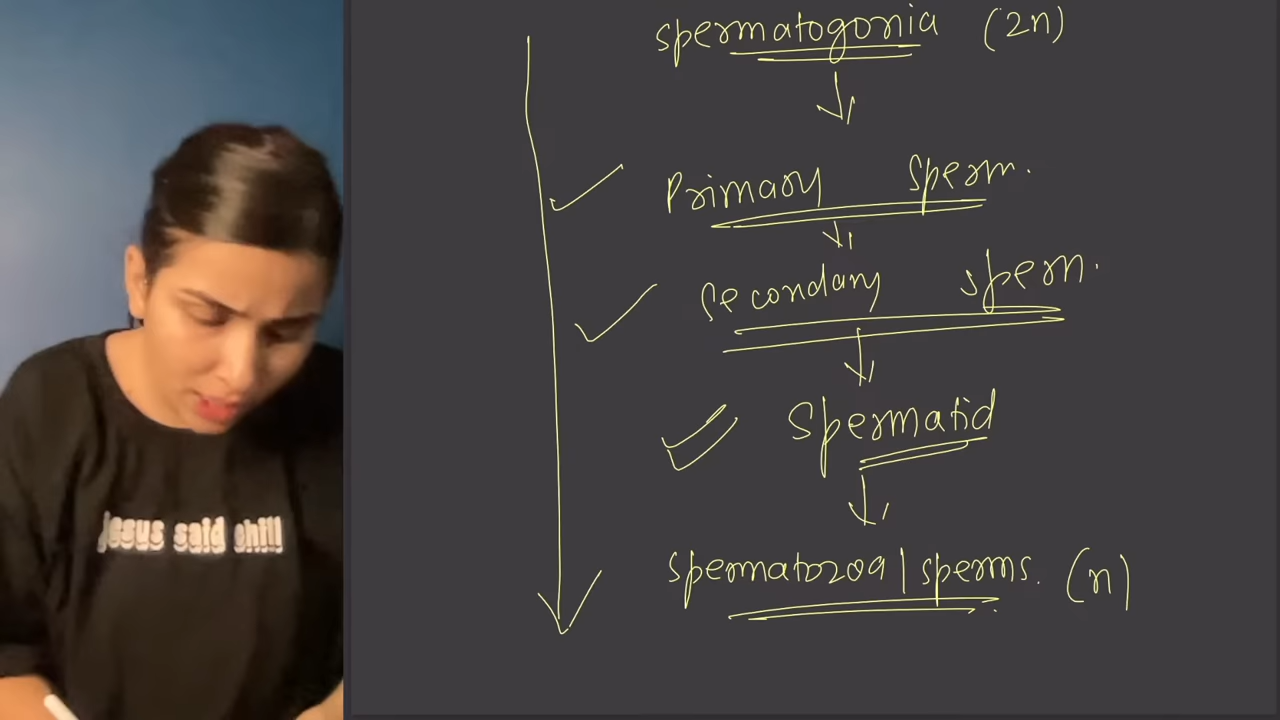 spermatogonia (2n)
Primary sperm.
Secondary sperm.
Spermatid
spermatozoa | sperms. (n)
jesus said chill